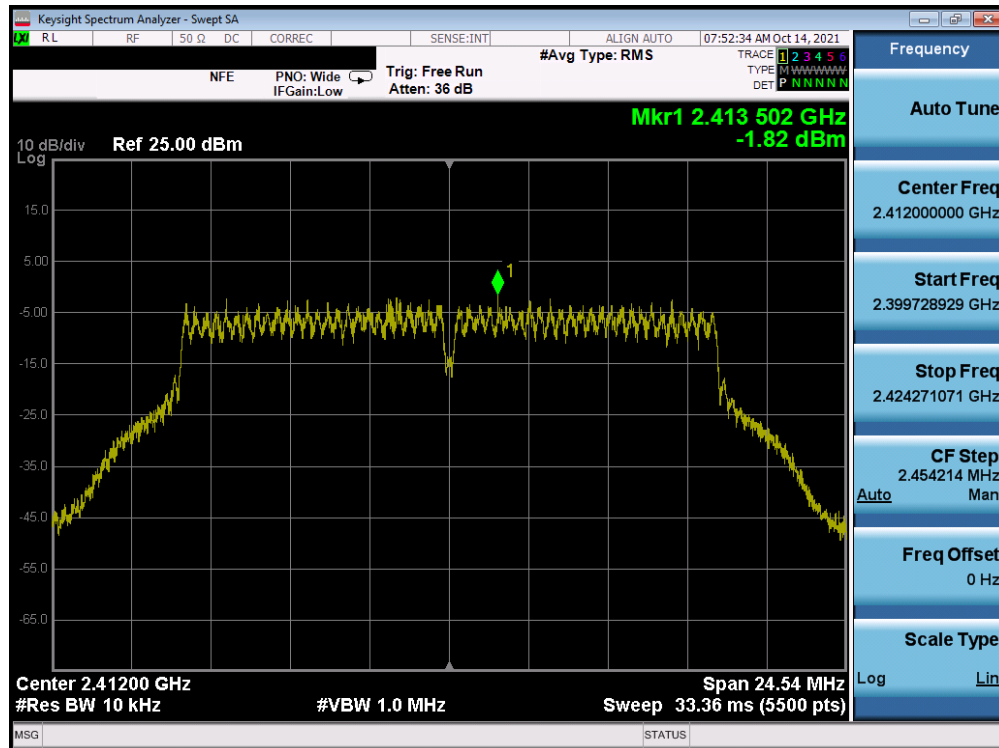 Keysight Spectrum Analyzer - Swept SA
LXI RL RF 50 Ω DC CORREC SENSE:INT ALIGN AUTO 07:52:34 AM Oct 14, 2021
NFE PNO: Wide Trig: Free Run #Avg Type: RMS TRACE 1 2 3 4 5 6
IFGain:Low Atten: 36 dB TYPE M WWWWW
DET P N N N N N
Mkr1 2.413 502 GHz
-1.82 dBm
10 dB/div Ref 25.00 dBm
Log
15.0
5.00
1
-5.00
-15.0
-25.0
-35.0
-45.0
-55.0
-65.0
Center 2.41200 GHz Span 24.54 MHz
#Res BW 10 kHz #VBW 1.0 MHz Sweep 33.36 ms (5500 pts)
MSG STATUS
Frequency
Auto Tune
Center Freq
2.412000000 GHz
Start Freq
2.399728929 GHz
Stop Freq
2.424271071 GHz
CF Step
2.454214 MHz
Auto Man
Freq Offset
0 Hz
Scale Type
Log Lin